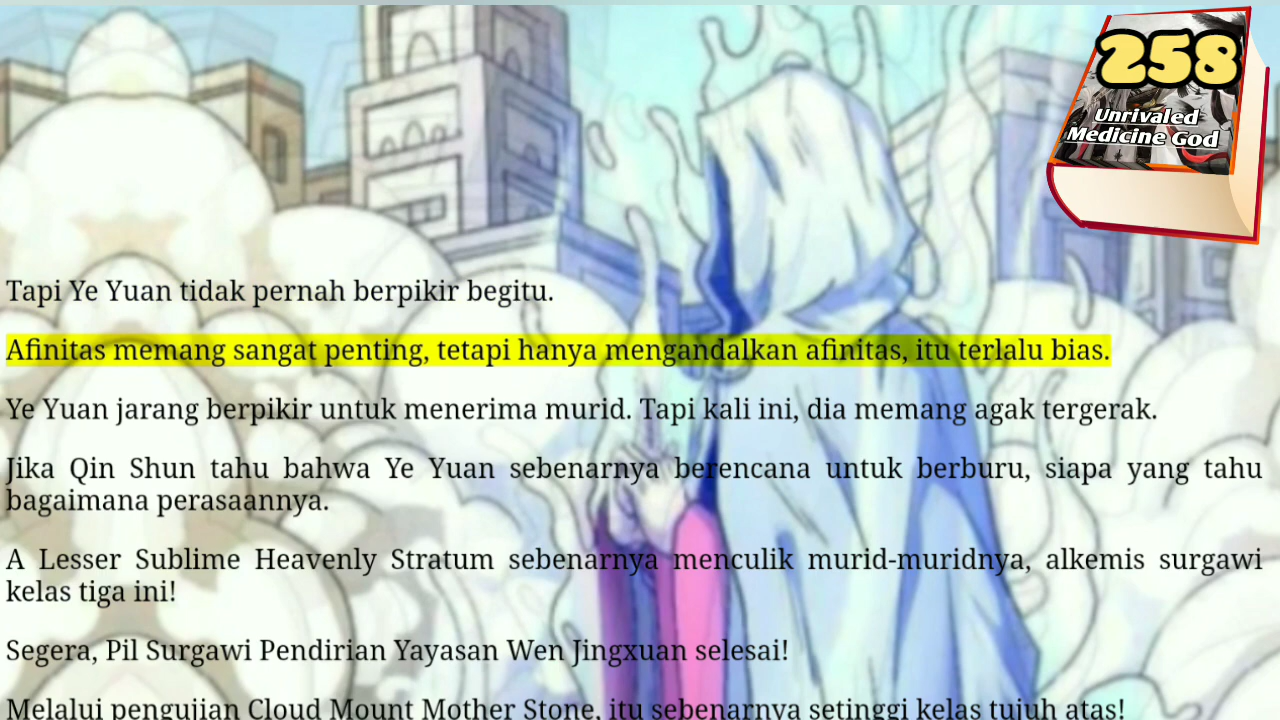 258
Unrivaled
Medicine God
Tapi Ye Yuan tidak pernah berpikir begitu.
Afinitas memang sangat penting, tetapi hanya mengandalkan afinitas, itu terlalu bias.
Ye Yuan jarang berpikir untuk menerima murid. Tapi kali ini, dia memang agak tergerak.
Jika Qin Shun tahu bahwa Ye Yuan sebenarnya berencana untuk berburu, siapa yang tahu
bagaimana perasaannya.
A Lesser Sublime Heavenly Stratum sebenarnya menculik murid-muridnya, alkemis surgawi
kelas tiga ini!
Segera, Pil Surgawi Pendirian Yayasan Wen Jingxuan selesai!
Melalui pengujian Cloud Mount Mother Stone, itu sebenarnya setinggi kelas tujuh atas!